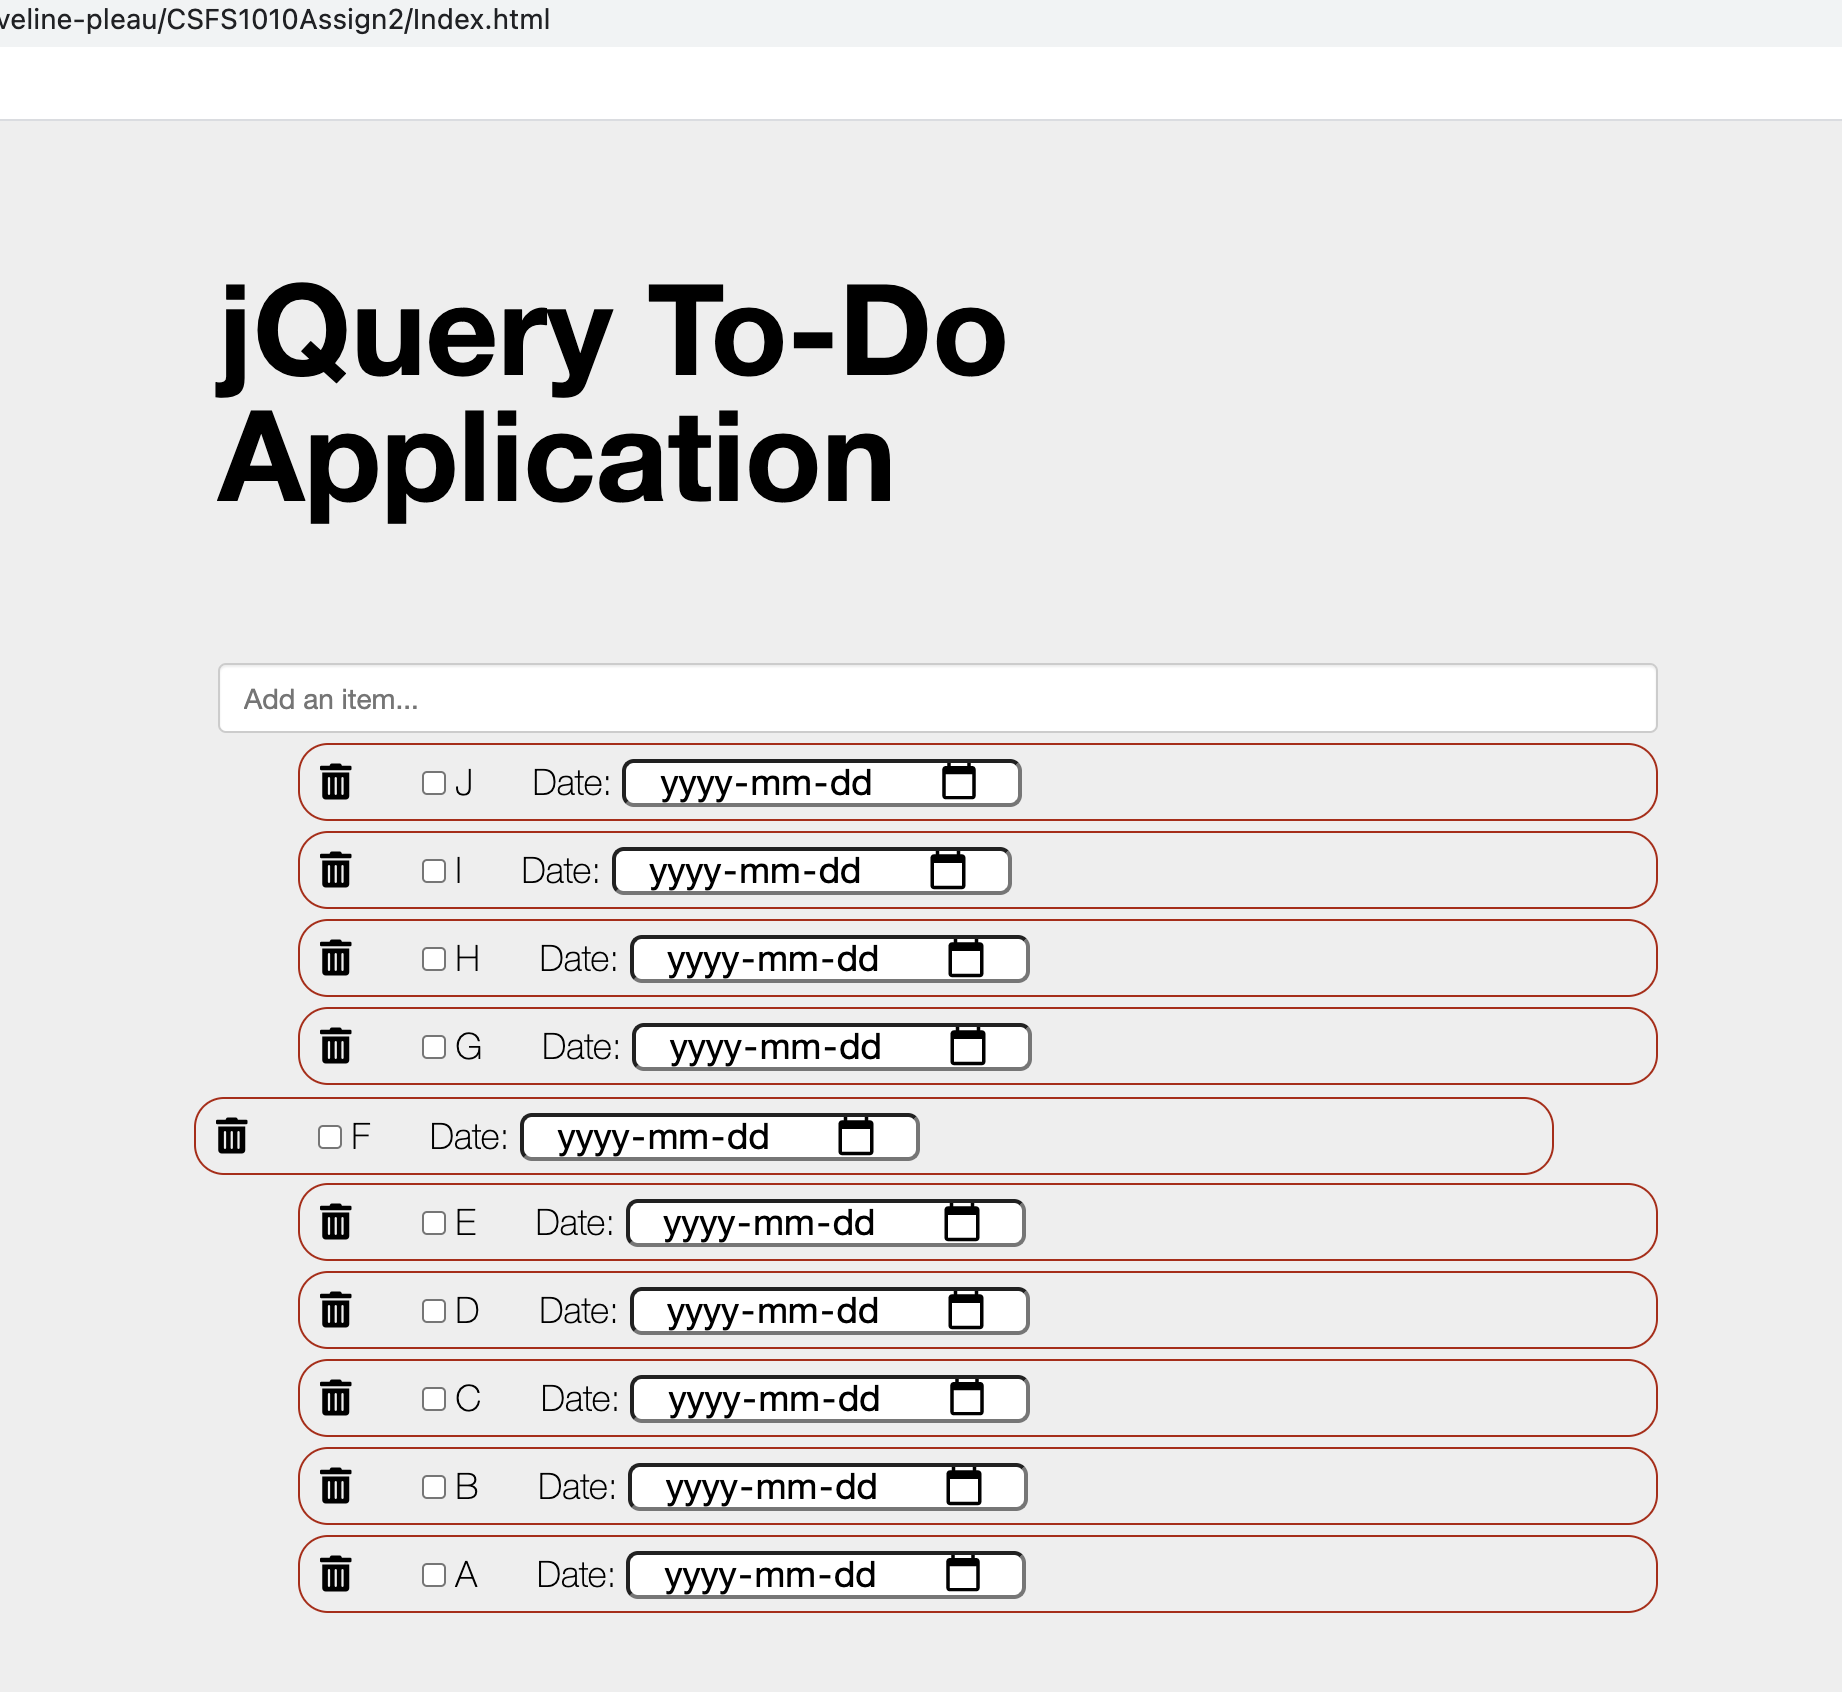 veline-pleau/CSFS1010Assign2/Index.html
jQuery To-Do
Application
Add an item...
J Date: yyyy-mm-dd
I Date: yyyy-mm-dd
H Date: yyyy-mm-dd
G Date: yyyy-mm-dd
F Date: yyyy-mm-dd
E Date: yyyy-mm-dd
D Date: yyyy-mm-dd
C Date: yyyy-mm-dd
B Date: yyyy-mm-dd
A Date: yyyy-mm-dd